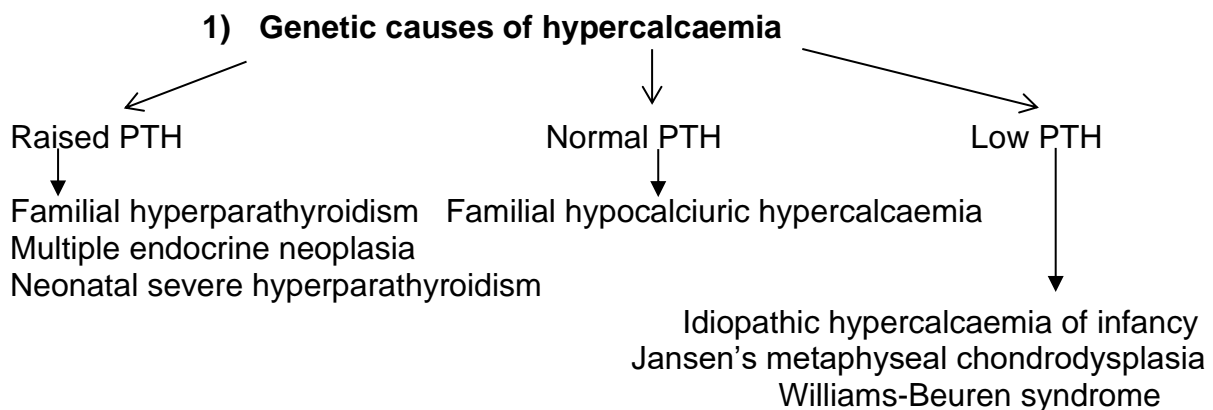 1) Genetic causes of hypercalcaemia
Raised PTH Normal PTH Low PTH
Familial hyperparathyroidism Familial hypocalciuric hypercalcaemia
Multiple endocrine neoplasia
Neonatal severe hyperparathyroidism
Idiopathic hypercalcaemia of infancy
Jansen’s metaphyseal chondrodysplasia
Williams-Beuren syndrome